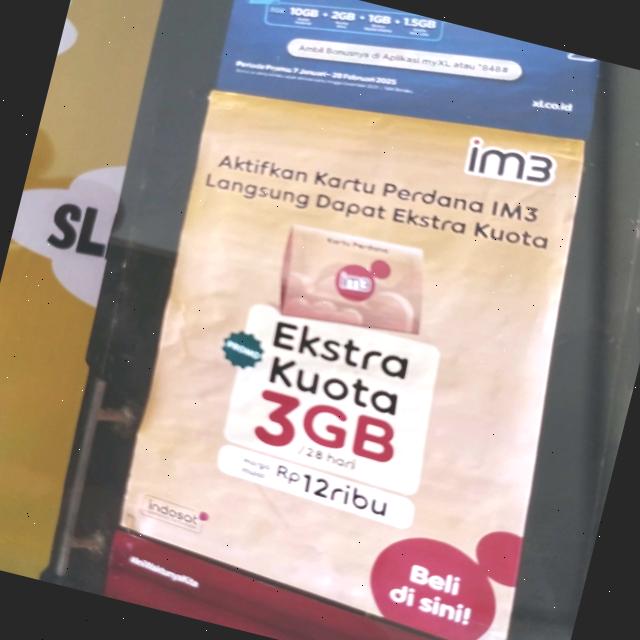 10GB + 2GB + 1GB + 1.5GB
Ambil Bonusnya di Aplikasi myXL atau *848#
Periode Promo: 7 Januari - 28 Februari 2025
xl.co.id
SL
im3
Aktifkan Kartu Perdana IM3
Langsung Dapat Ekstra Kuota
Kartu Perdana
im3
PROMO
Ekstra
Kuota
3GB
/28 hari
Rp12ribu
indosat
Beli
di sini!